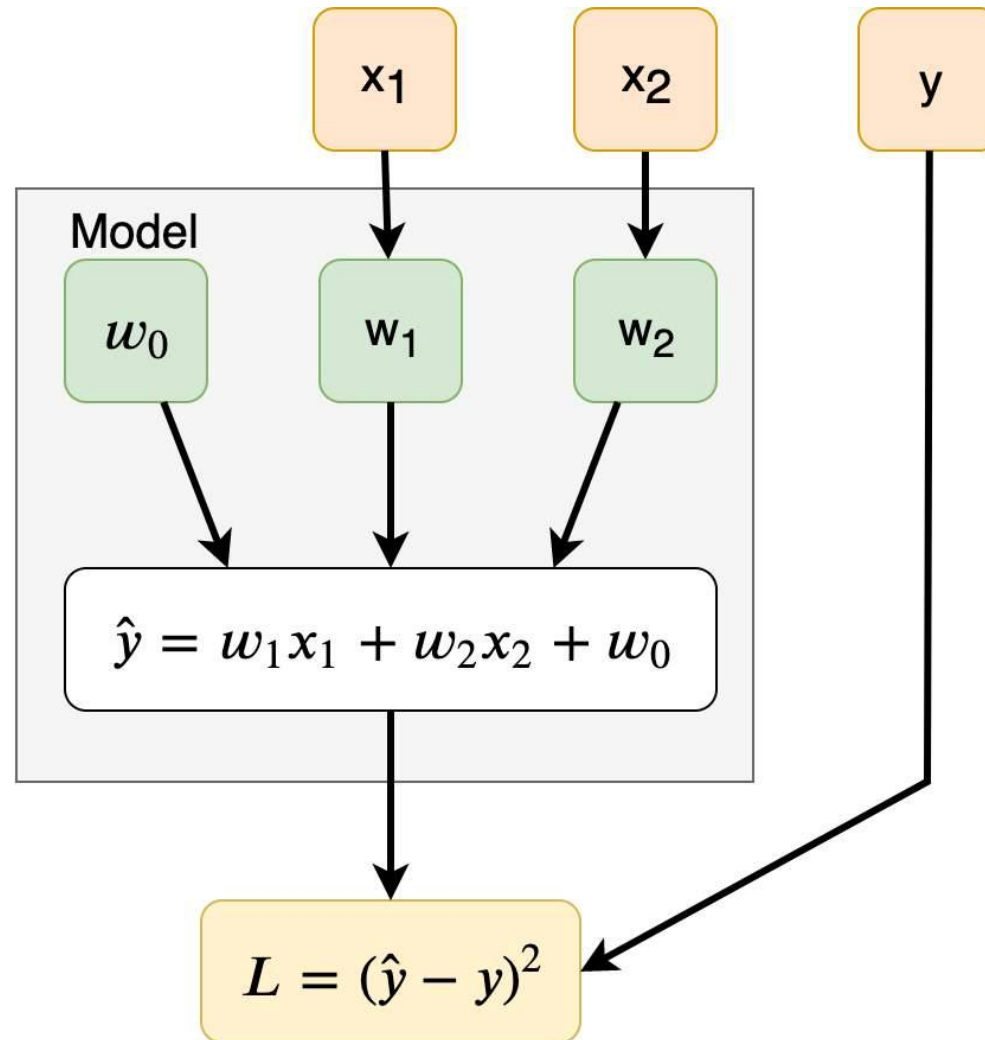 x₁ x₂ y
Model
w₀ w₁ w₂
ŷ = w₁x₁ + w₂x₂ + w₀
L = (ŷ − y)²